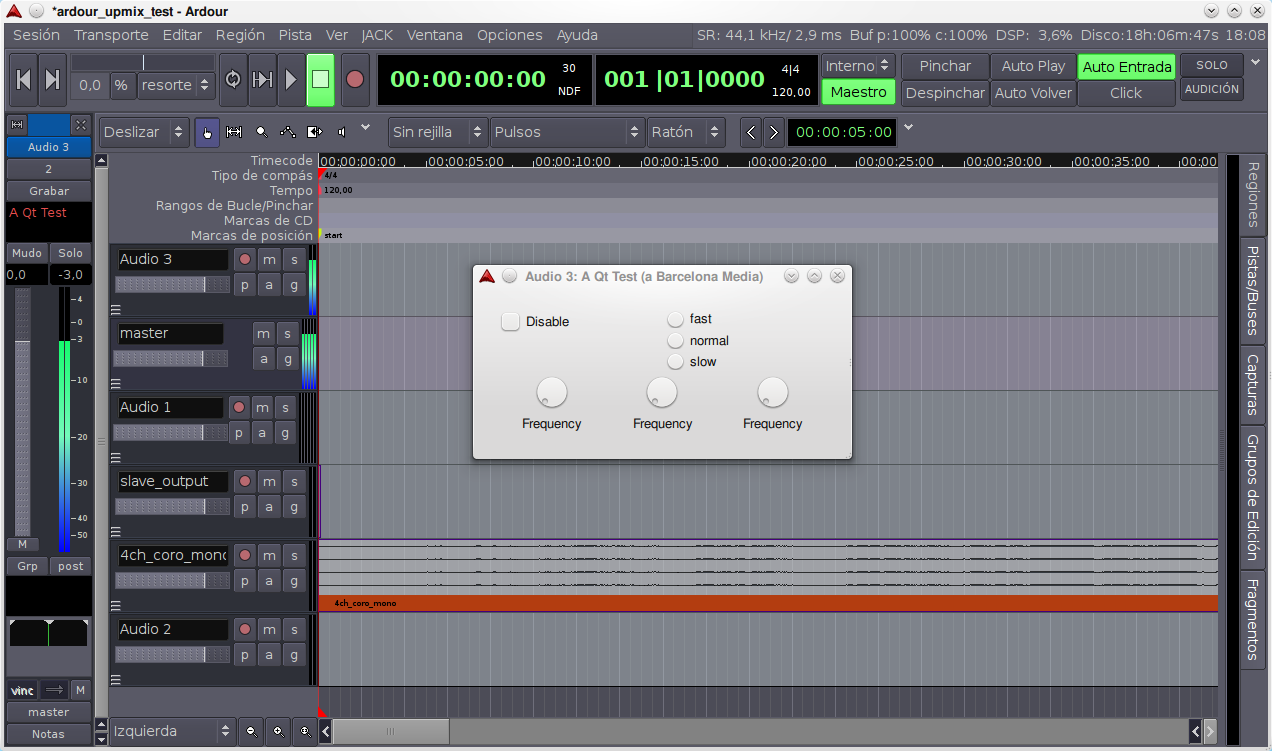 *ardour_upmix_test - Ardour
Sesión Transporte Editar Región Pista Ver JACK Ventana Opciones Ayuda SR: 44,1 kHz/ 2,9 ms Buf p:100% c:100% DSP: 3,6% Disco:18h:06m:47s 18:08
0,0 % resorte
00:00:00:00 30 NDF
001|01|0000 4|4 120,00
Interno
Maestro
Pinchar Auto Play Auto Entrada
Despinchar Auto Volver Click
SOLO
AUDICIÓN
Deslizar Sin rejilla Pulsos Ratón 00:00:05:00
Audio 3
2
Grabar
A Qt Test
Mudo Solo
0,0 -3,0
-4
-0
-3
-10
-20
-30
-40
-50
M
Grp post
vinc M
master
Notas
Timecode 00:00:00:00 00:00:05:00 00:00:10:00 00:00:15:00 00:00:20:00 00:00:25:00 00:00:30:00 00:00:35:00 00:00
Tipo de compás 4/4
Tempo 120,00
Rangos de Bucle/Pinchar
Marcas de CD
Marcas de posición start
Audio 3 m s
p a g
master m s
a g
Audio 1 m s
p a g
slave_output m s
p a g
4ch_coro_mono m s
p a g
4ch_coro_mono
Audio 2 m s
p a g
Izquierda
Audio 3: A Qt Test (a Barcelona Media)
Disable
fast
normal
slow
Frequency Frequency Frequency
Regiones
Pistas/Buses
Capturas
Grupos de Edición
Fragmentos